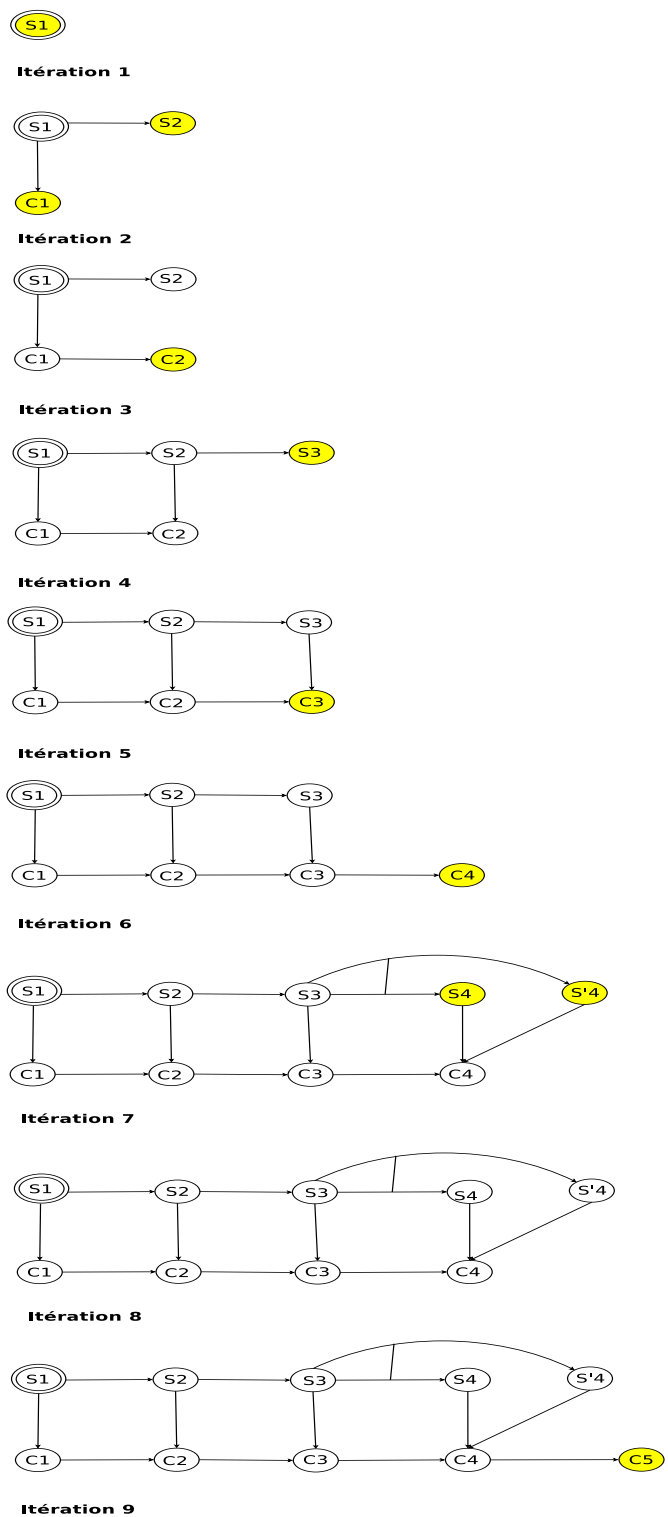 S1
Itération 1
S1 S2
C1
Itération 2
S1 S2
C1 C2
Itération 3
S1 S2 S3
C1 C2
Itération 4
S1 S2 S3
C1 C2 C3
Itération 5
S1 S2 S3
C1 C2 C3 C4
Itération 6
S1 S2 S3 S4 S'4
C1 C2 C3 C4
Itération 7
S1 S2 S3 S4 S'4
C1 C2 C3 C4
Itération 8
S1 S2 S3 S4 S'4
C1 C2 C3 C4 C5
Itération 9